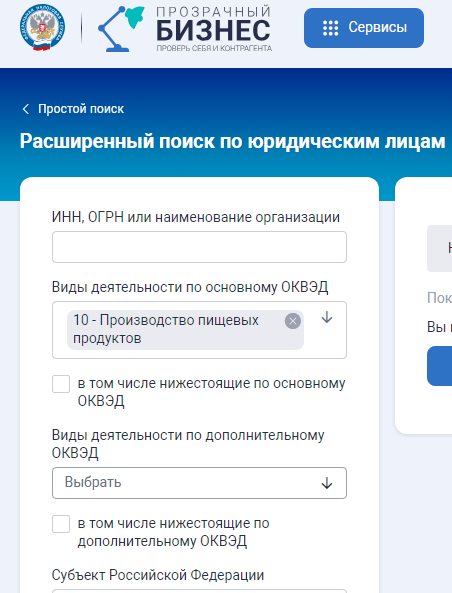 ПРОЗРАЧНЫЙ
БИЗНЕС
ПРОВЕРЬ СЕБЯ И КОНТРАГЕНТА
Сервисы
Простой поиск
Расширенный поиск по юридическим лицам
ИНН, ОГРН или наименование организации
Виды деятельности по основному ОКВЭД
10 - Производство пищевых
продуктов
в том числе нижестоящие по основному
ОКВЭД
Виды деятельности по дополнительному
ОКВЭД
Выбрать
в том числе нижестоящие по
дополнительному ОКВЭД
Субъект Российской Федерации
Пок
Вы